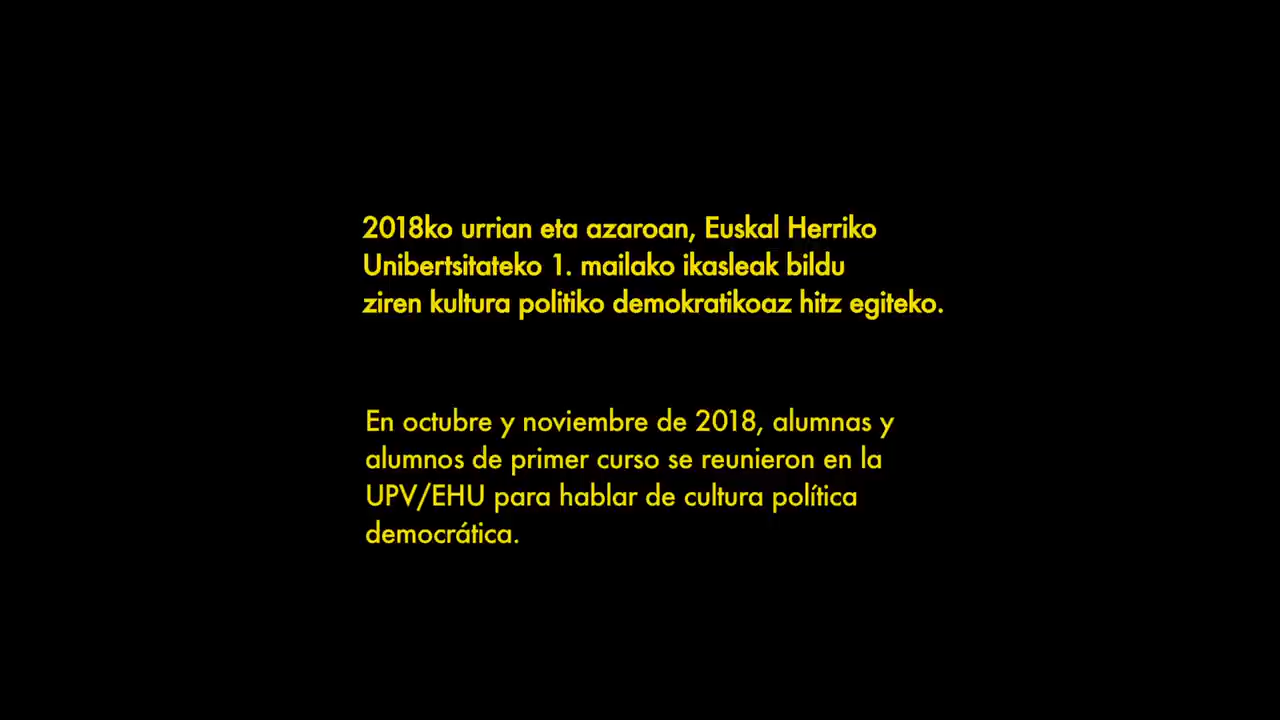 2018ko urrian eta azaroan, Euskal Herriko
Unibertsitateko 1. mailako ikasleak bildu
ziren kultura politiko demokratikoaz hitz egiteko.
En octubre y noviembre de 2018, alumnas y
alumnos de primer curso se reunieron en la
UPV/EHU para hablar de cultura política
democrática.